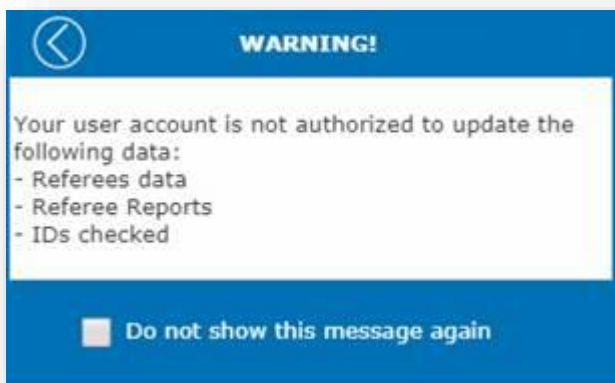 WARNING!
Your user account is not authorized to update the
following data:
- Referees data
- Referee Reports
- IDs checked
Do not show this message again